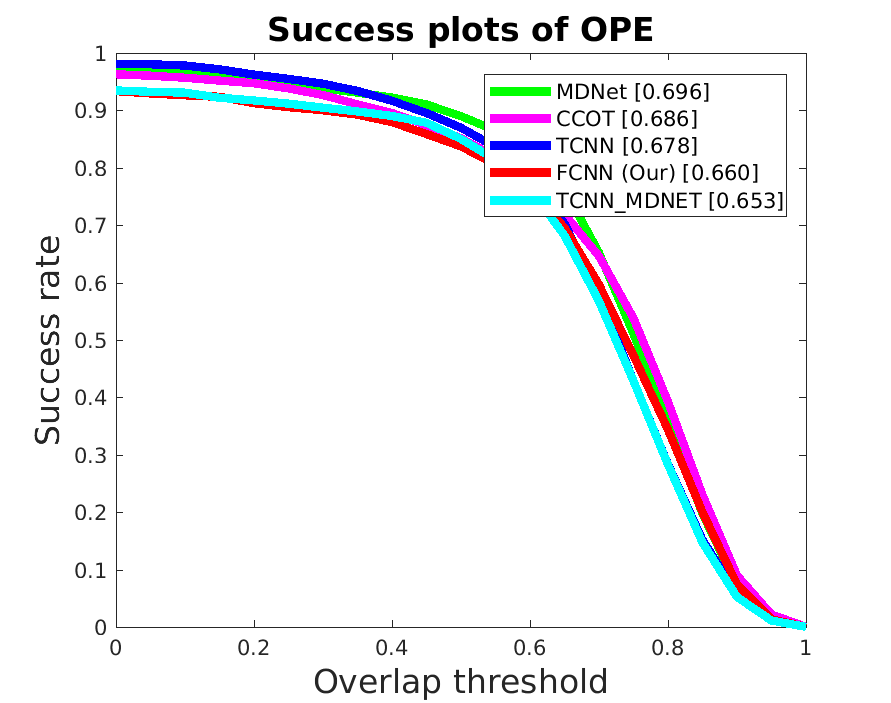 Success plots of OPE
Success rate
1
0.9
0.8
0.7
0.6
0.5
0.4
0.3
0.2
0.1
0
MDNet [0.696]
CCOT [0.686]
TCNN [0.678]
FCNN (Our) [0.660]
TCNN_MDNET [0.653]
0 0.2 0.4 0.6 0.8 1
Overlap threshold